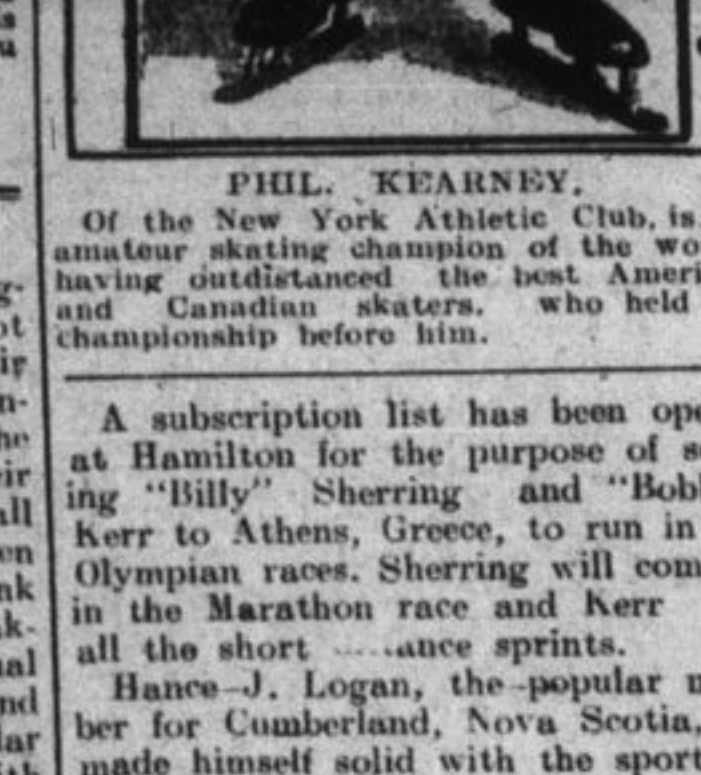 PHIL. KEARNEY.
Of the New York Athletic Club, is
amateur skating champion of the wo
having outdistanced the best Ameri
and Canadian skaters, who held
championship before him.
A subscription list has been ope
at Hamilton for the purpose of s
ing "Billy" Sherring and "Bobb
Kerr to Athens, Greece, to run in
Olympian races. Sherring will com
in the Marathon race and Kerr
all the short ance sprints.
Hance J. Logan, the popular m
ber for Cumberland, Nova Scotia,
made himself solid with the sport